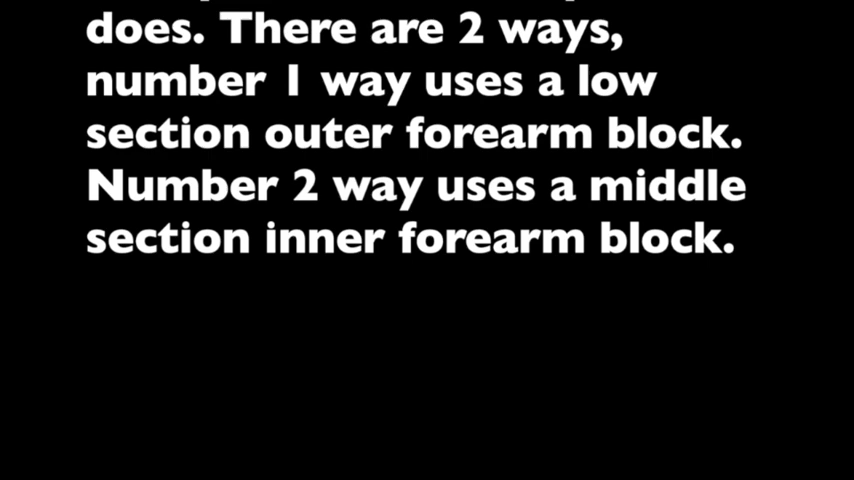 does. There are 2 ways,
number 1 way uses a low
section outer forearm block.
Number 2 way uses a middle
section inner forearm block.